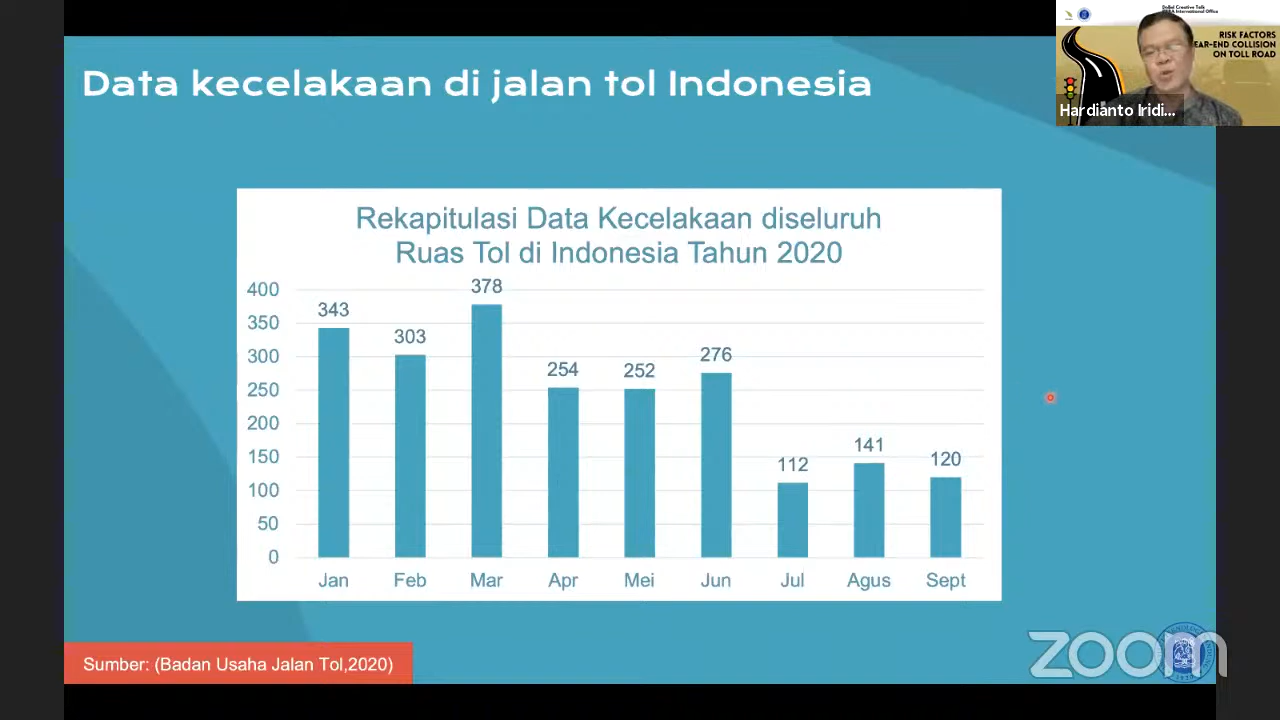 Data kecelakaan di jalan tol Indonesia
RISK FACTORS
EAR-END COLLISION
ON TOLL ROAD
Hardianto Iridi...
Rekapitulasi Data Kecelakaan diseluruh
Ruas Tol di Indonesia Tahun 2020
400
350
300
250
200
150
100
50
0
343
303
378
254
252
276
112
141
120
Jan
Feb
Mar
Apr
Mei
Jun
Jul
Agus
Sept
Sumber: (Badan Usaha Jalan Tol,2020)
zoom